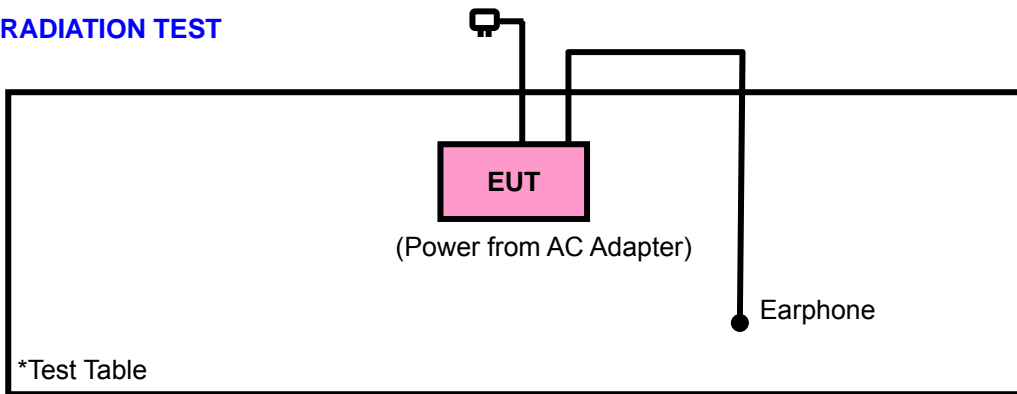 RADIATION TEST
EUT
(Power from AC Adapter)
Earphone
*Test Table